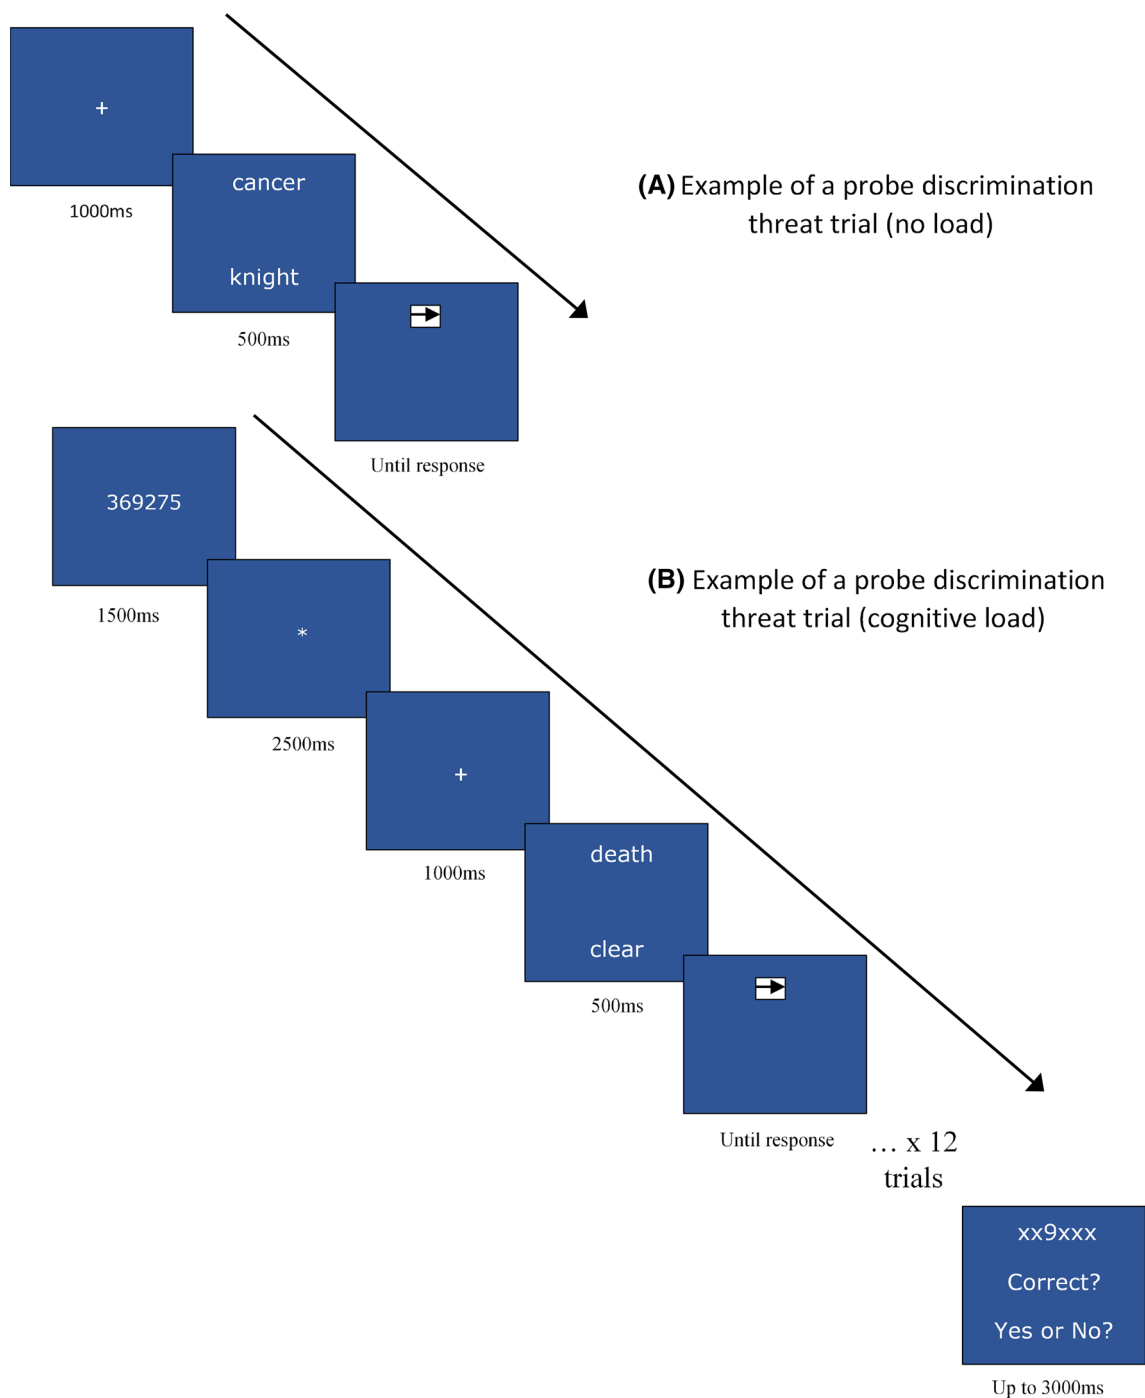 +
1000ms
cancer
knight
500ms
Until response
(A) Example of a probe discrimination
threat trial (no load)
369275
1500ms
*
2500ms
+
1000ms
death
clear
500ms
Until response
(B) Example of a probe discrimination
threat trial (cognitive load)
... x 12
trials
xx9xxx
Correct?
Yes or No?
Up to 3000ms